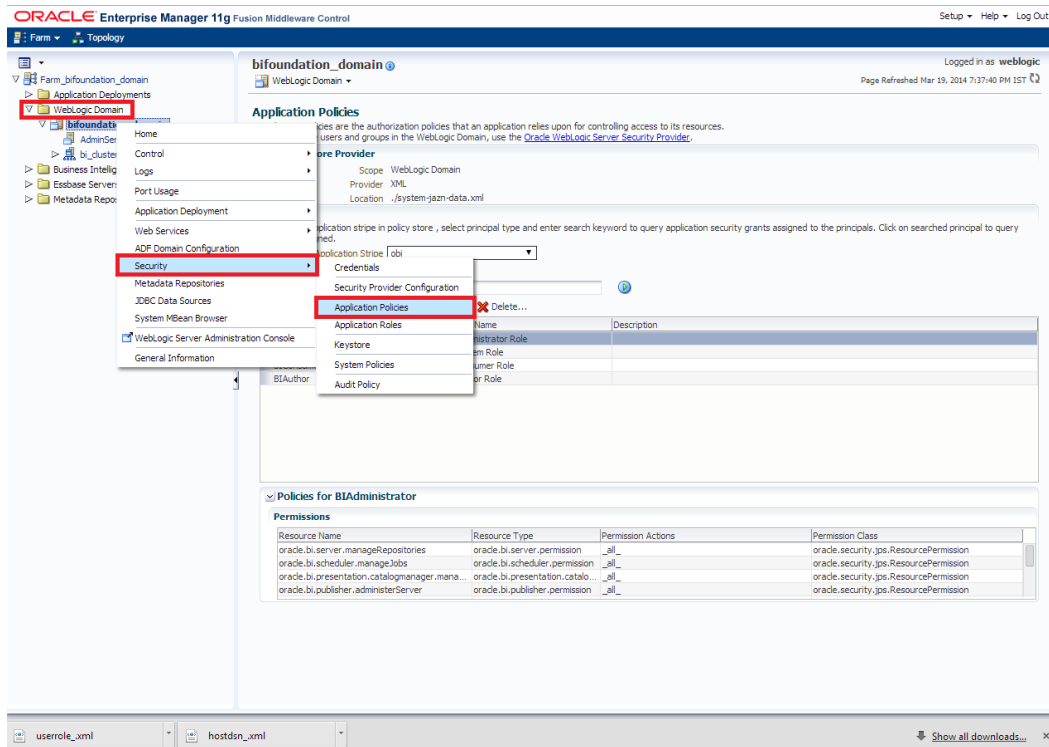 ORACLE Enterprise Manager 11g Fusion Middleware Control
Setup Help Log Out
Farm Topology
Farm_bifoundation_domain
Application Deployments
WebLogic Domain
AdminSer
bi_cluster
Business Intellig
Essbase Server
Metadata Repo
Home
Control
Logs
Port Usage
Application Deployment
Web Services
ADF Domain Configuration
Security
Metadata Repositories
JDBC Data Sources
System MBean Browser
WebLogic Server Administration Console
General Information
Credentials
Security Provider Configuration
Application Policies
Application Roles
Keystore
System Policies
Audit Policy
bifoundation_domain
Logged in as weblogic
WebLogic Domain
Page Refreshed Mar 19, 2014 7:37:40 PM IST
Application Policies
cies are the authorization policies that an application relies upon for controlling access to its resources.
users and groups in the WebLogic Domain, use the Oracle WebLogic Server Security Provider.
ore Provider
Scope WebLogic Domain
Provider XML
Location ./system-jazn-data.xml
plication stripe in policy store , select principal type and enter search keyword to query application security grants assigned to the principals. Click on searched principal to query
ned.
Application Stripe obi
Delete...
Name Description
nistrator Role
em Role
umer Role
BIAuthor or Role
Policies for BIAdministrator
Permissions
Resource Name Resource Type Permission Actions Permission Class
oracle.bi.server.manageRepositories oracle.bi.server.permission _all_ oracle.security.jps.ResourcePermission
oracle.bi.scheduler.manageJobs oracle.bi.scheduler.permission _all_ oracle.security.jps.ResourcePermission
oracle.bi.presentation.catalogmanager.mana... oracle.bi.presentation.catalo... _all_ oracle.security.jps.ResourcePermission
oracle.bi.publisher.administerServer oracle.bi.publisher.permission _all_ oracle.security.jps.ResourcePermission
userrole_.xml hostdsn_.xml Show all downloads...